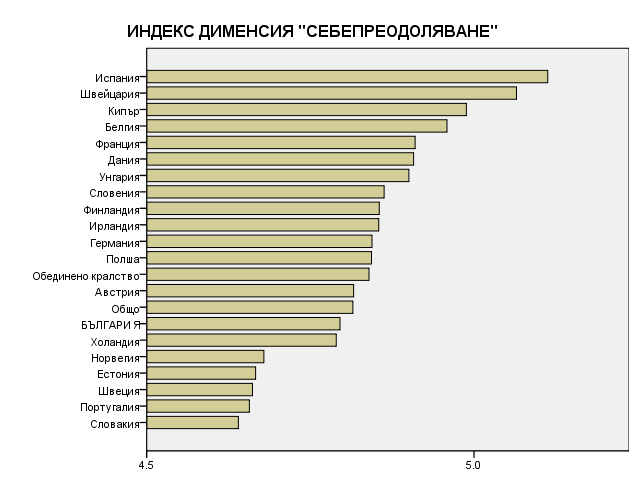 ИНДЕКС ДИМЕНСИЯ "СЕБЕПРЕОДОЛЯВАНЕ"
Испания
Швейцария
Кипър
Белгия
Франция
Дания
Унгария
Словения
Финландия
Ирландия
Германия
Полша
Обединено кралство
Австрия
Общо
БЪЛГАРИ Я
Холандия
Норвегия
Естония
Швеция
Португалия
Словакия
4.5 5.0